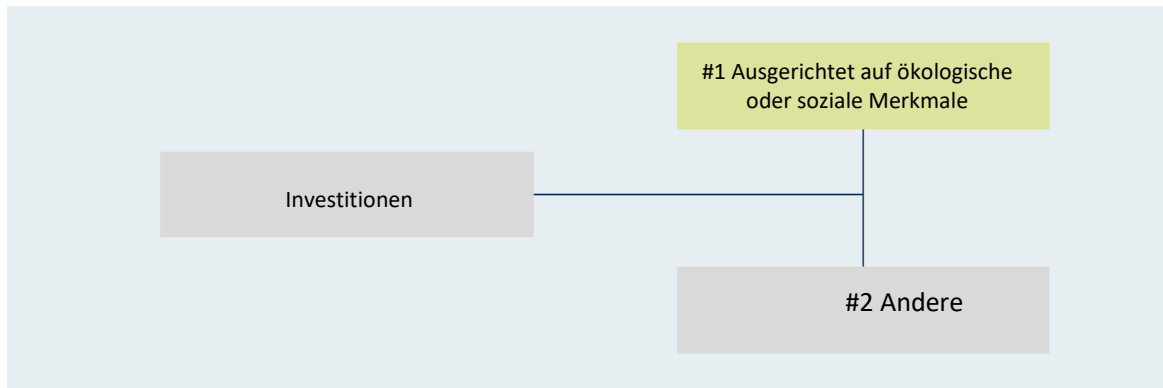 #1 Ausgerichtet auf ökologische
oder soziale Merkmale
Investitionen
#2 Andere